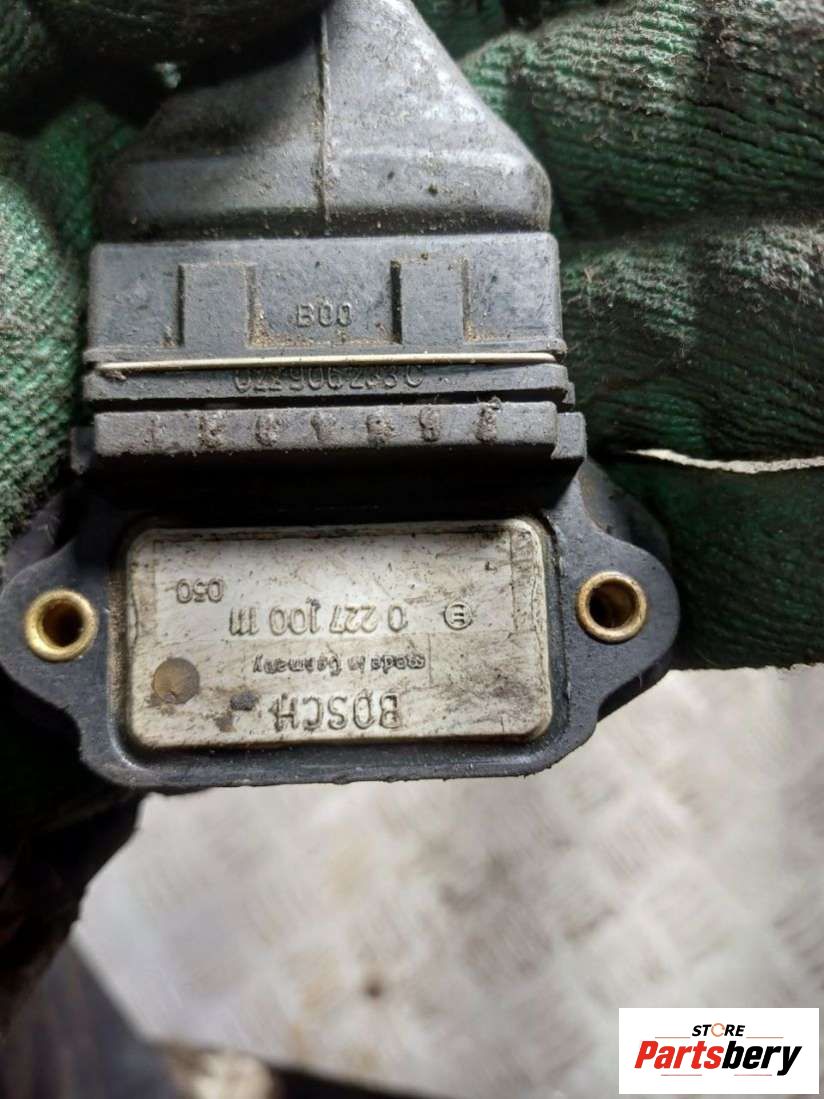 B00
BOSCH
made in Germany
0 227 100 111
050
STORE
Partsbery